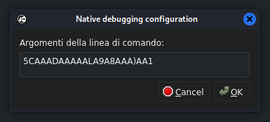 Native debugging configuration
Argomenti della linea di comando:
5CAAADAAAAALA9A8AAA)AA1
Cancel
OK